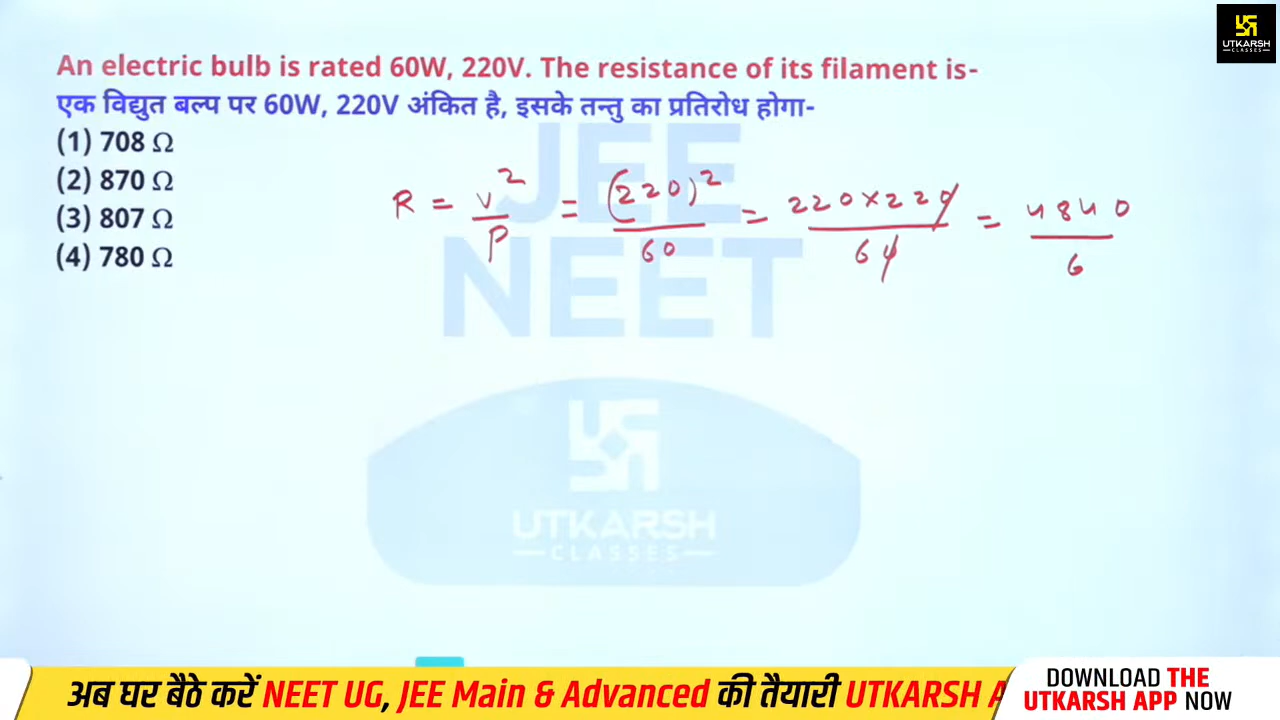 UTKARSH
CLASSES
An electric bulb is rated 60W, 220V. The resistance of its filament is-
एक विद्युत बल्प पर 60W, 220V अंकित है, इसके तन्तु का प्रतिरोध होगा-
(1) 708 Ω
(2) 870 Ω
(3) 807 Ω
(4) 780 Ω
R = v²/P = (220)²/60 = 220×220/60 = 4840/6
JEE
NEET
UTKARSH
CLASSES
अब घर बैठे करें NEET UG, JEE Main & Advanced की तैयारी UTKARSH A
DOWNLOAD THE
UTKARSH APP NOW